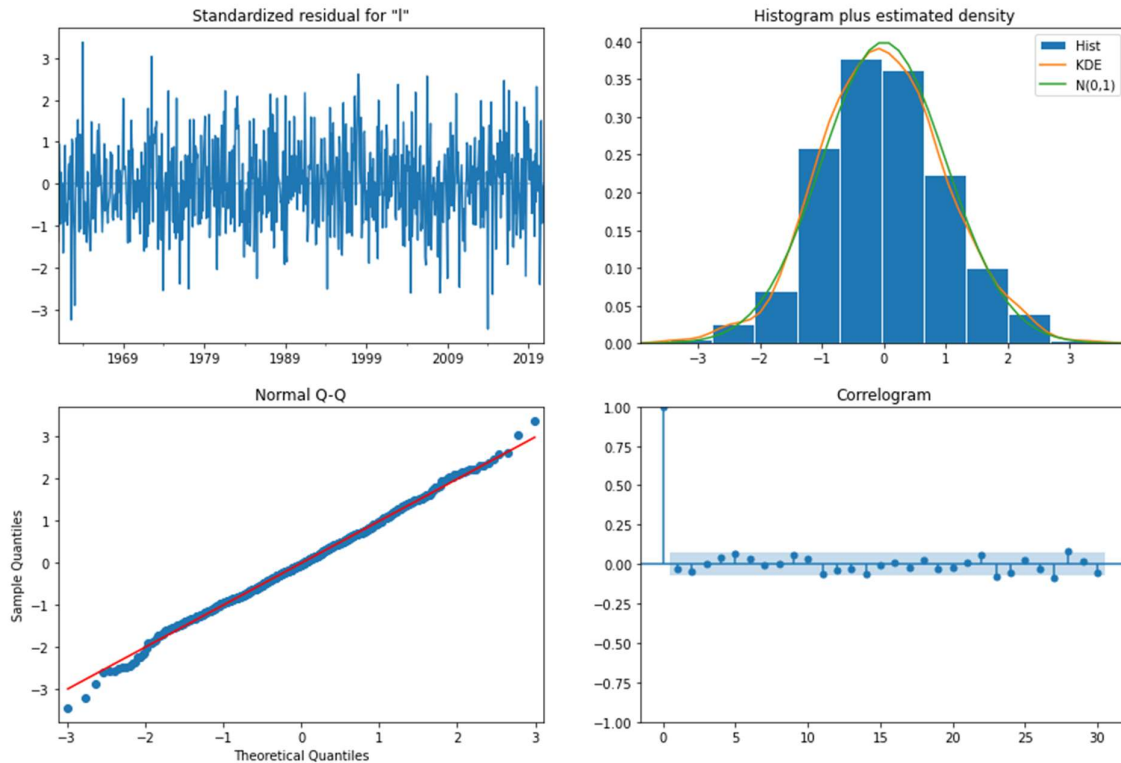 Standardized residual for "l"
3
2
1
0
−1
−2
−3
1969 1979 1989 1999 2009 2019
Histogram plus estimated density
Hist
KDE
N(0,1)
0.40
0.35
0.30
0.25
0.20
0.15
0.10
0.05
0.00
−3 −2 −1 0 1 2 3
Normal Q-Q
Sample Quantiles
3
2
1
0
−1
−2
−3
−3 −2 −1 0 1 2 3
Theoretical Quantiles
Correlogram
1.00
0.75
0.50
0.25
0.00
−0.25
−0.50
−0.75
−1.00
0 5 10 15 20 25 30